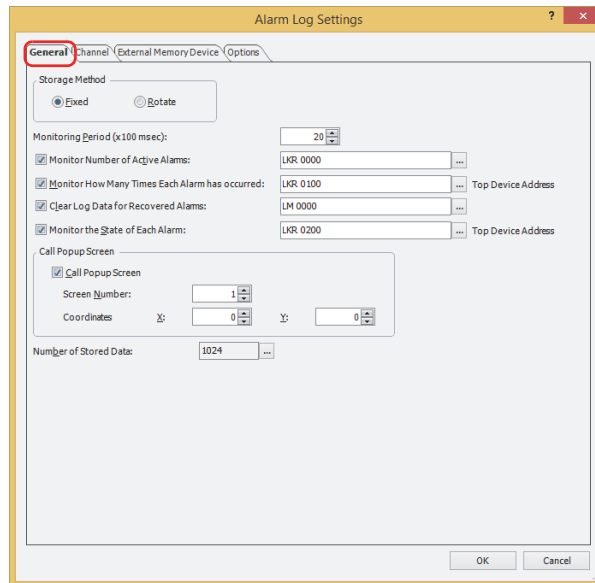 Alarm Log Settings
? ×
General Channel External Memory Device Options
Storage Method
Fixed Rotate
Monitoring Period (x100 msec): 20
Monitor Number of Active Alarms: LKR 0000 ...
Monitor How Many Times Each Alarm has occurred: LKR 0100 ... Top Device Address
Clear Log Data for Recovered Alarms: LM 0000 ...
Monitor the State of Each Alarm: LKR 0200 ... Top Device Address
Call Popup Screen
Call Popup Screen
Screen Number: 1
Coordinates X: 0 Y: 0
Number of Stored Data: 1024 ...
OK Cancel